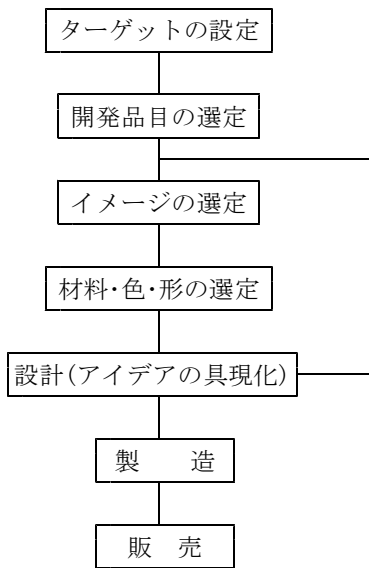 ターゲットの設定
開発品目の選定
イメージの選定
材料･色･形の選定
設計(アイデアの具現化)
製　　造
販　売